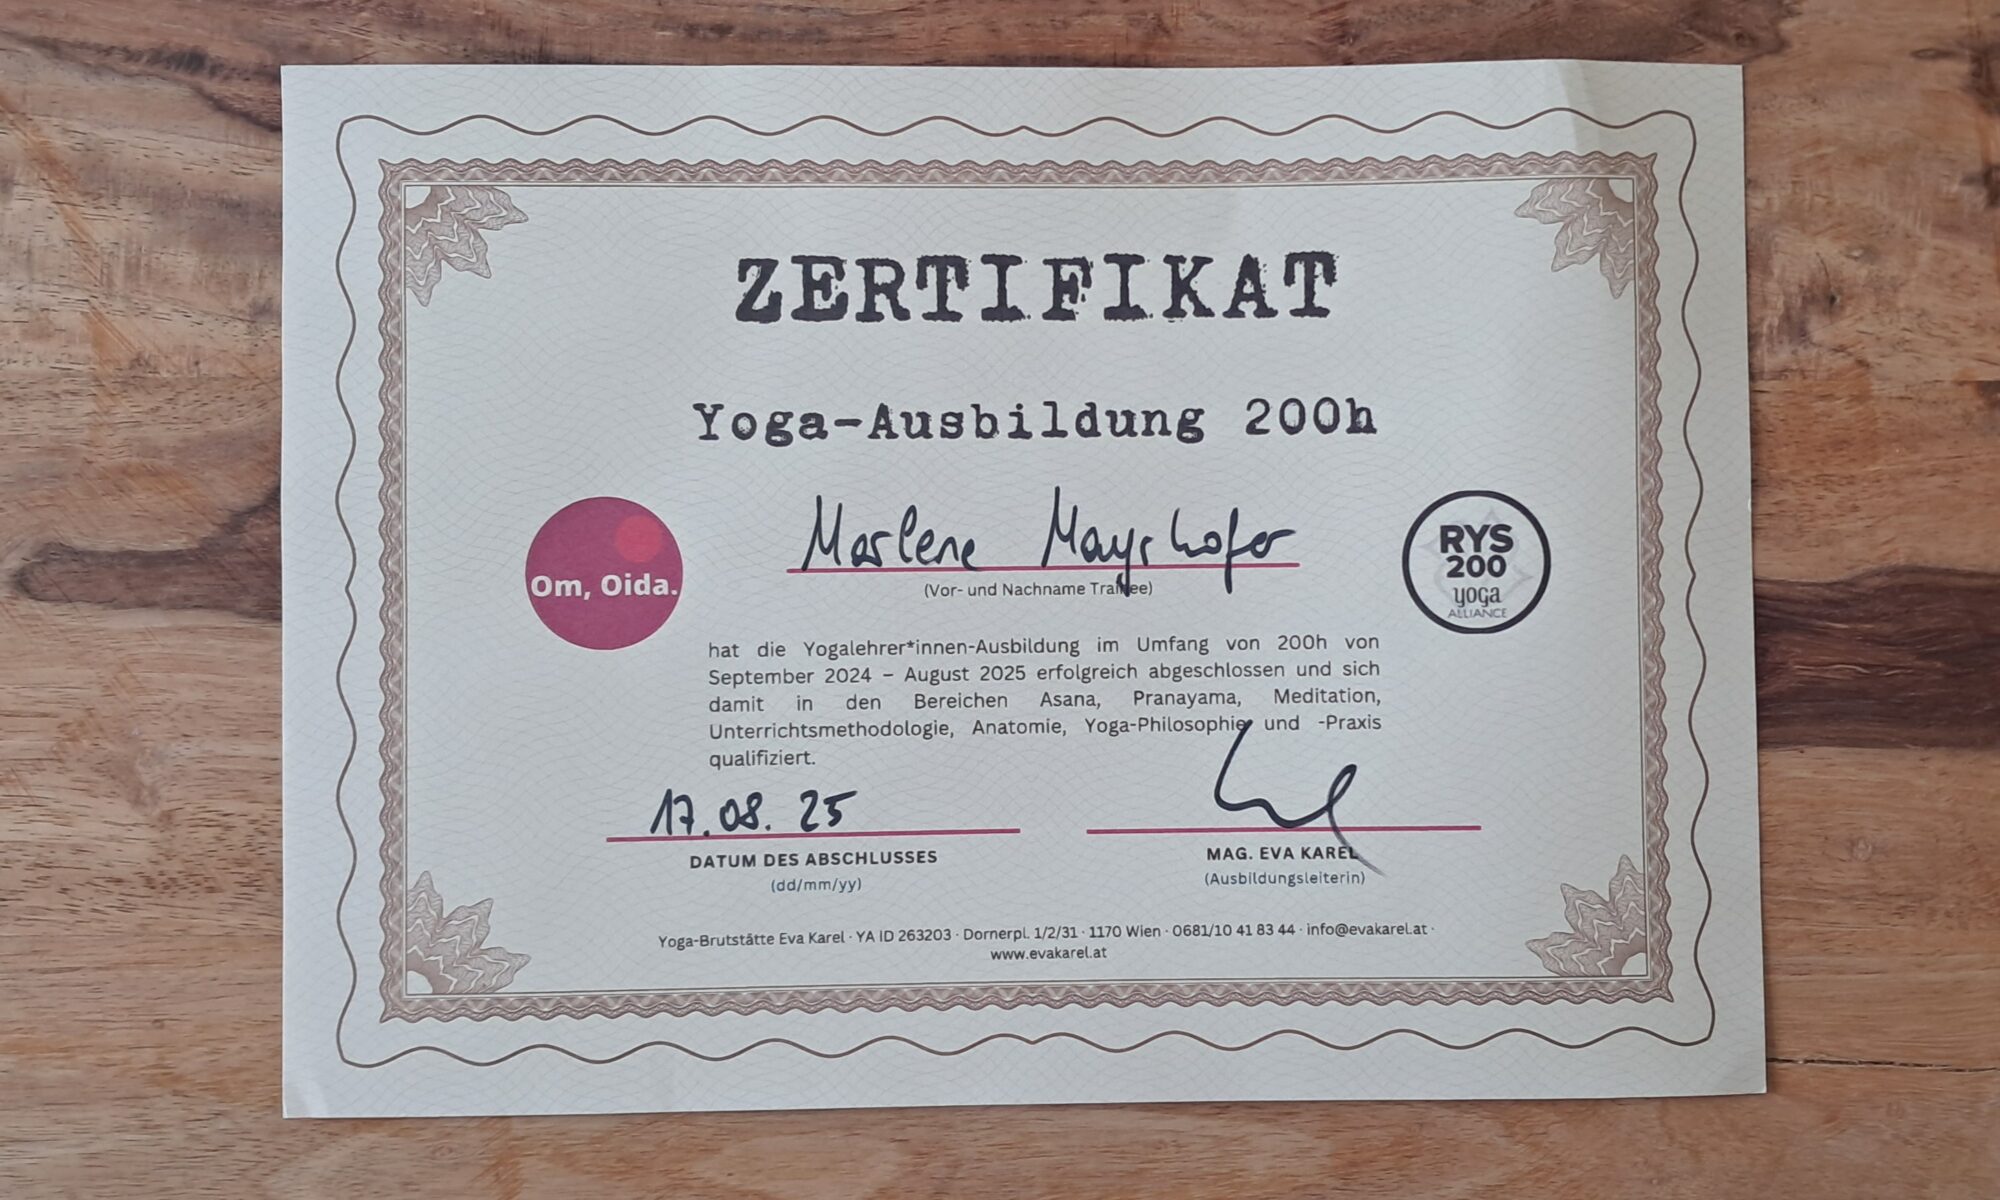 ZERTIFIKAT
Yoga-Ausbildung 200h
Marlene Mayrhofer
(Vor- und Nachname Trainee)
Om, Oida.
RYS
200
yoga
ALLIANCE
hat die Yogalehrer*innen-Ausbildung im Umfang von 200h von
September 2024 – August 2025 erfolgreich abgeschlossen und sich
damit in den Bereichen Asana, Pranayama, Meditation,
Unterrichtsmethodologie, Anatomie, Yoga-Philosophie und -Praxis
qualifiziert.
17.08.25
DATUM DES ABSCHLUSSES
(dd/mm/yy)
MAG. EVA KAREL
(Ausbildungsleiterin)
Yoga-Brutstätte Eva Karel · YA ID 263203 · Dornerpl. 1/2/31 · 1170 Wien · 0681/10 41 83 44 · info@evakarel.at ·
www.evakarel.at